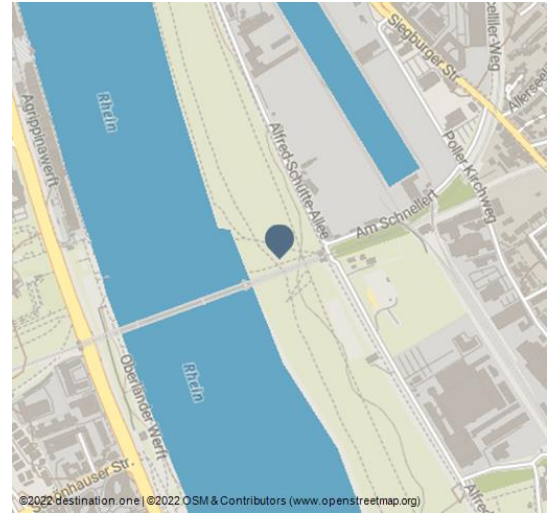 Siegburger Str.
Rhein
Agrippinawerft
Alfred-Schütte-Allee
Poller Kirchweg
Am Schnellert
Oberländer Werft
Rhein
©2022 destination.one | ©2022 OSM & Contributors (www.openstreetmap.org)